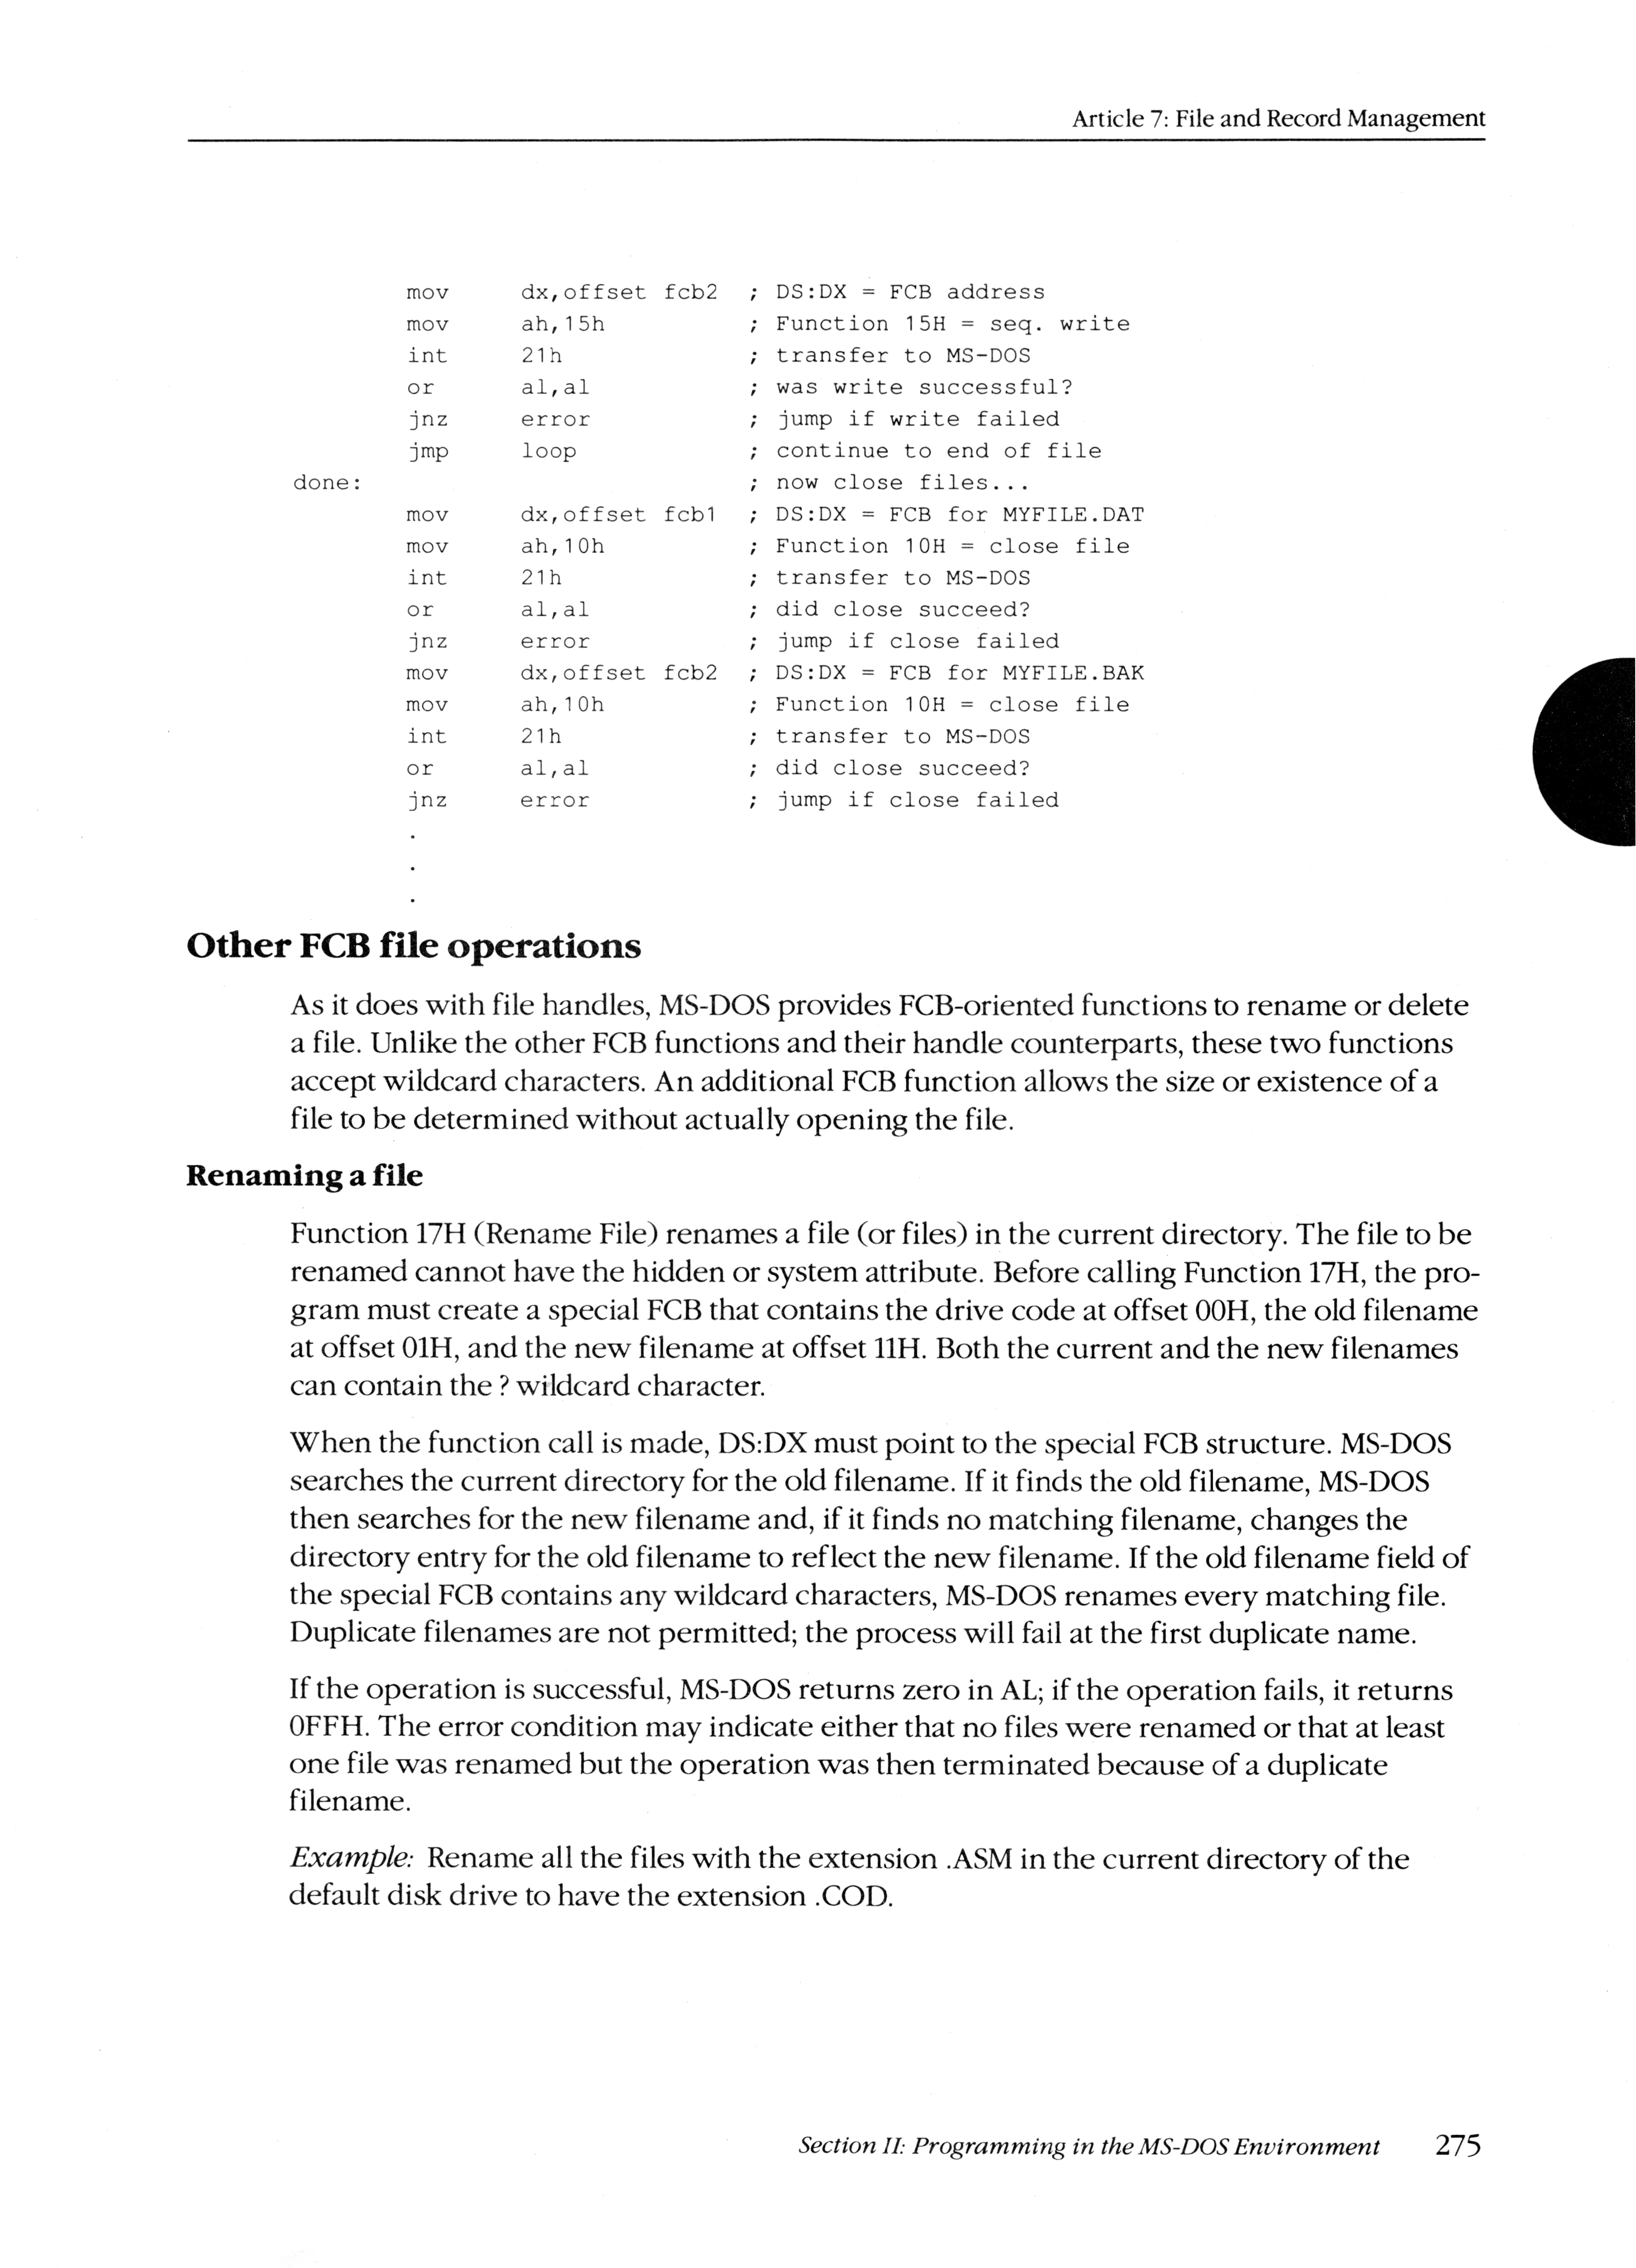 Article 7: File and Record Management
mov dx,offset fcb2 ; DS:DX = FCB address
mov ah,15h ; Function 15H = seq. write
int 21h ; transfer to MS-DOS
or al,al ; was write successful?
jnz error ; jump if write failed
jmp loop ; continue to end of file
done: ; now close files...
mov dx,offset fcb1 ; DS:DX = FCB for MYFILE.DAT
mov ah,10h ; Function 10H = close file
int 21h ; transfer to MS-DOS
or al,al ; did close succeed?
jnz error ; jump if close failed
mov dx,offset fcb2 ; DS:DX = FCB for MYFILE.BAK
mov ah,10h ; Function 10H = close file
int 21h ; transfer to MS-DOS
or al,al ; did close succeed?
jnz error ; jump if close failed
.
.
.
Other FCB file operations
As it does with file handles, MS-DOS provides FCB-oriented functions to rename or delete
a file. Unlike the other FCB functions and their handle counterparts, these two functions
accept wildcard characters. An additional FCB function allows the size or existence of a
file to be determined without actually opening the file.
Renaming a file
Function 17H (Rename File) renames a file (or files) in the current directory. The file to be
renamed cannot have the hidden or system attribute. Before calling Function 17H, the pro-
gram must create a special FCB that contains the drive code at offset 00H, the old filename
at offset 01H, and the new filename at offset 11H. Both the current and the new filenames
can contain the ? wildcard character.
When the function call is made, DS:DX must point to the special FCB structure. MS-DOS
searches the current directory for the old filename. If it finds the old filename, MS-DOS
then searches for the new filename and, if it finds no matching filename, changes the
directory entry for the old filename to reflect the new filename. If the old filename field of
the special FCB contains any wildcard characters, MS-DOS renames every matching file.
Duplicate filenames are not permitted; the process will fail at the first duplicate name.
If the operation is successful, MS-DOS returns zero in AL; if the operation fails, it returns
0FFH. The error condition may indicate either that no files were renamed or that at least
one file was renamed but the operation was then terminated because of a duplicate
filename.
Example: Rename all the files with the extension .ASM in the current directory of the
default disk drive to have the extension .COD.
Section II: Programming in the MS-DOS Environment 275